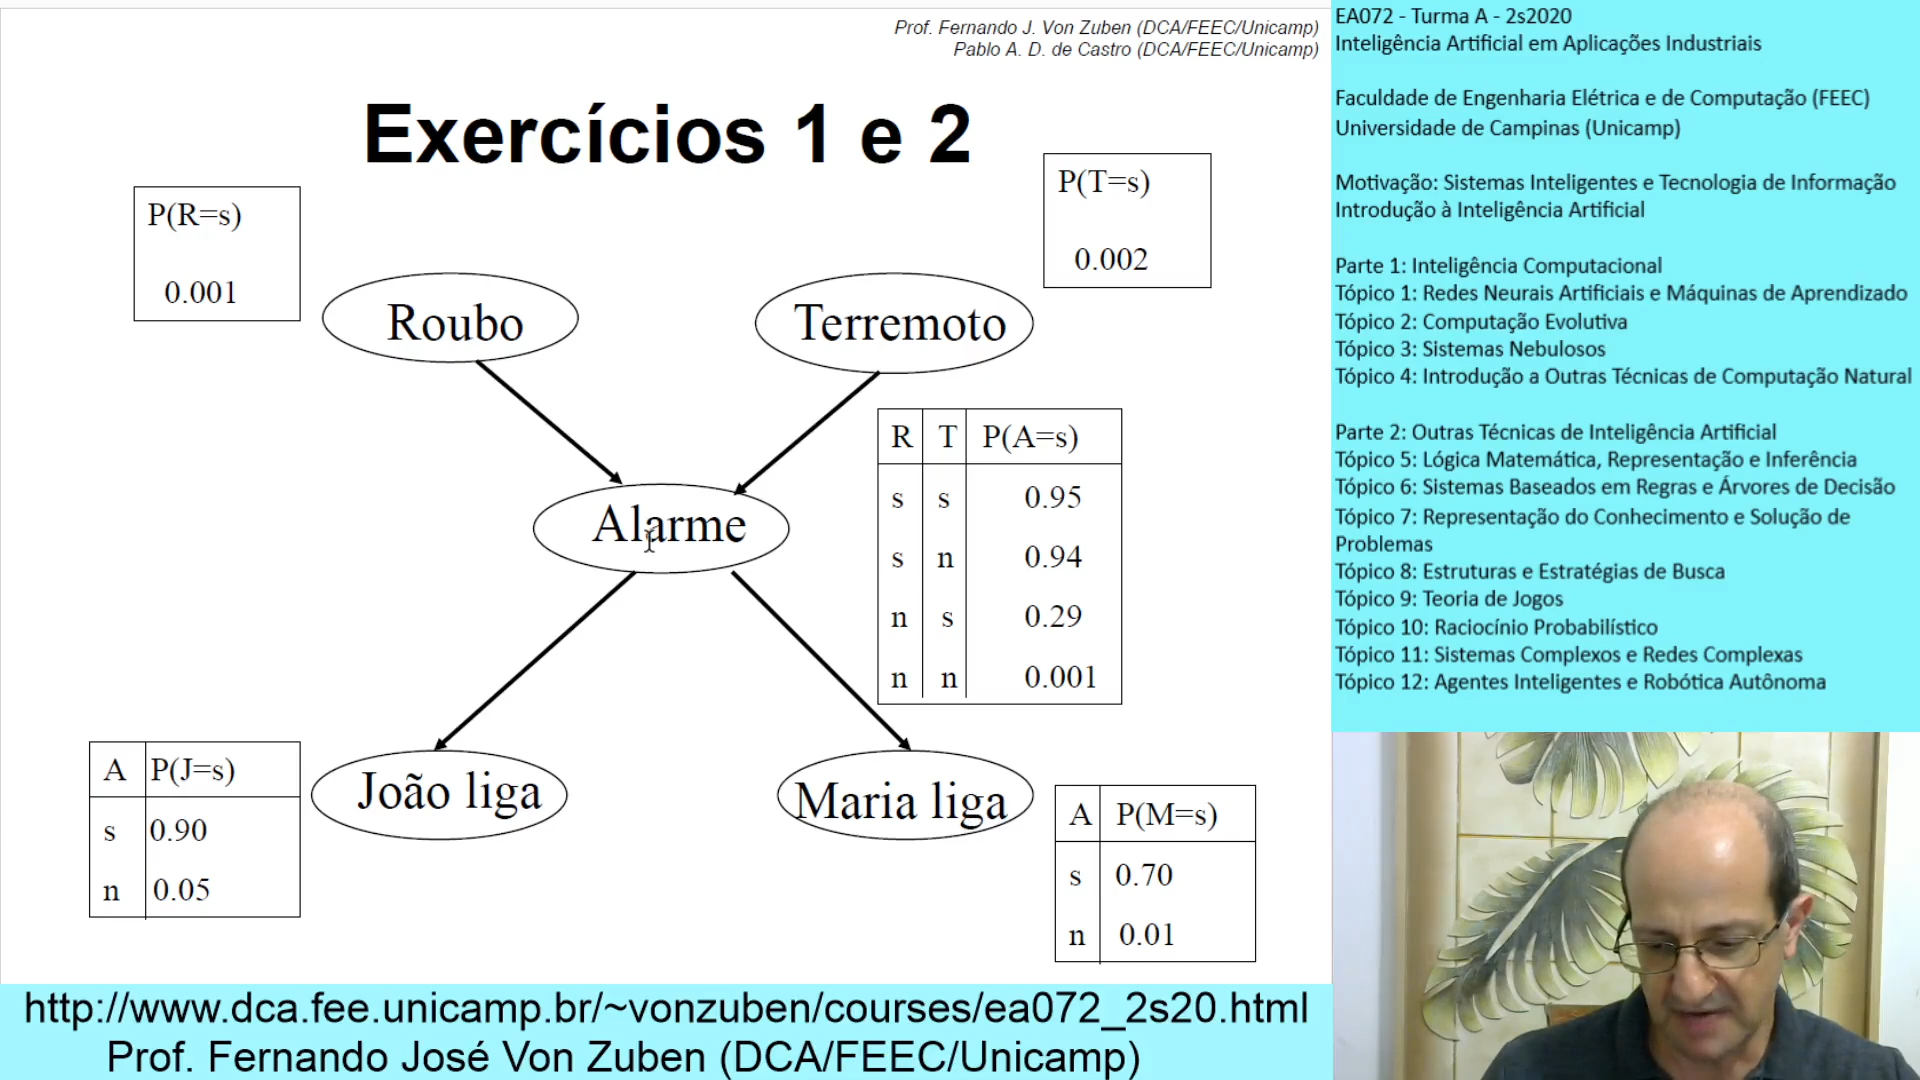 Prof. Fernando J. Von Zuben (DCA/FEEC/Unicamp)
Pablo A. D. de Castro (DCA/FEEC/Unicamp)
Exercícios 1 e 2
P(R=s)
0.001
P(T=s)
0.002
Roubo
Terremoto
Alarme
R T P(A=s)
s s 0.95
s n 0.94
n s 0.29
n n 0.001
A P(J=s)
s 0.90
n 0.05
João liga
Maria liga
A P(M=s)
s 0.70
n 0.01
http://www.dca.fee.unicamp.br/~vonzuben/courses/ea072_2s20.html
Prof. Fernando José Von Zuben (DCA/FEEC/Unicamp)
EA072 - Turma A - 2s2020
Inteligência Artificial em Aplicações Industriais
Faculdade de Engenharia Elétrica e de Computação (FEEC)
Universidade de Campinas (Unicamp)
Motivação: Sistemas Inteligentes e Tecnologia de Informação
Introdução à Inteligência Artificial
Parte 1: Inteligência Computacional
Tópico 1: Redes Neurais Artificiais e Máquinas de Aprendizado
Tópico 2: Computação Evolutiva
Tópico 3: Sistemas Nebulosos
Tópico 4: Introdução a Outras Técnicas de Computação Natural
Parte 2: Outras Técnicas de Inteligência Artificial
Tópico 5: Lógica Matemática, Representação e Inferência
Tópico 6: Sistemas Baseados em Regras e Árvores de Decisão
Tópico 7: Representação do Conhecimento e Solução de
Problemas
Tópico 8: Estruturas e Estratégias de Busca
Tópico 9: Teoria de Jogos
Tópico 10: Raciocínio Probabilístico
Tópico 11: Sistemas Complexos e Redes Complexas
Tópico 12: Agentes Inteligentes e Robótica Autônoma